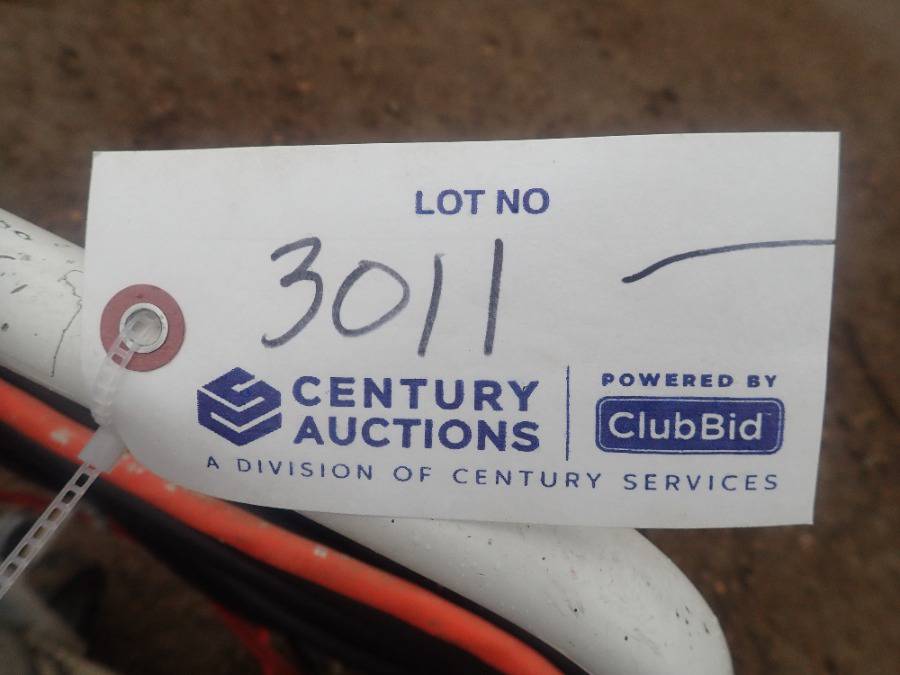 LOT NO
3011
CENTURY
AUCTIONS
POWERED BY
ClubBid
A DIVISION OF CENTURY SERVICES